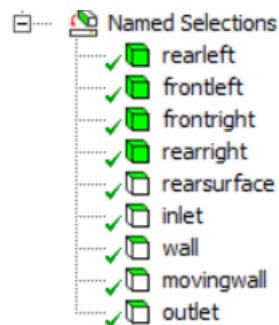 Named Selections
rearleft
frontleft
frontright
rearright
rearsurface
inlet
wall
movingwall
outlet